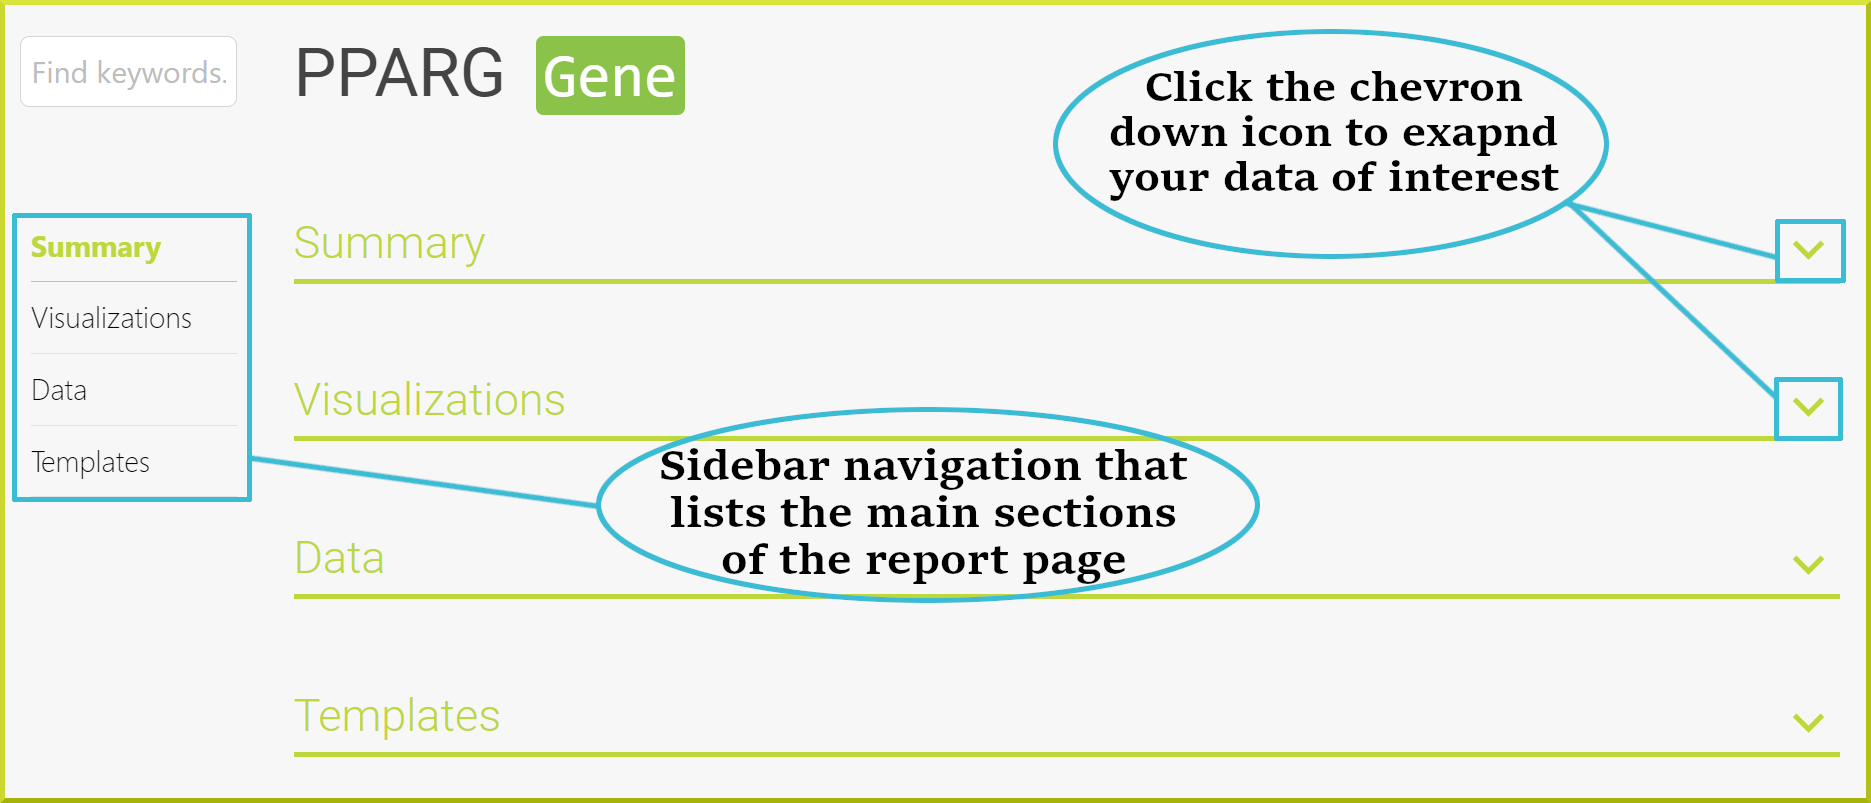 Find keywords.
PPARG Gene
Click the chevron
down icon to exapnd
your data of interest
Summary
Visualizations
Data
Templates
Summary
Visualizations
Sidebar navigation that
lists the main sections
of the report page
Data
Templates